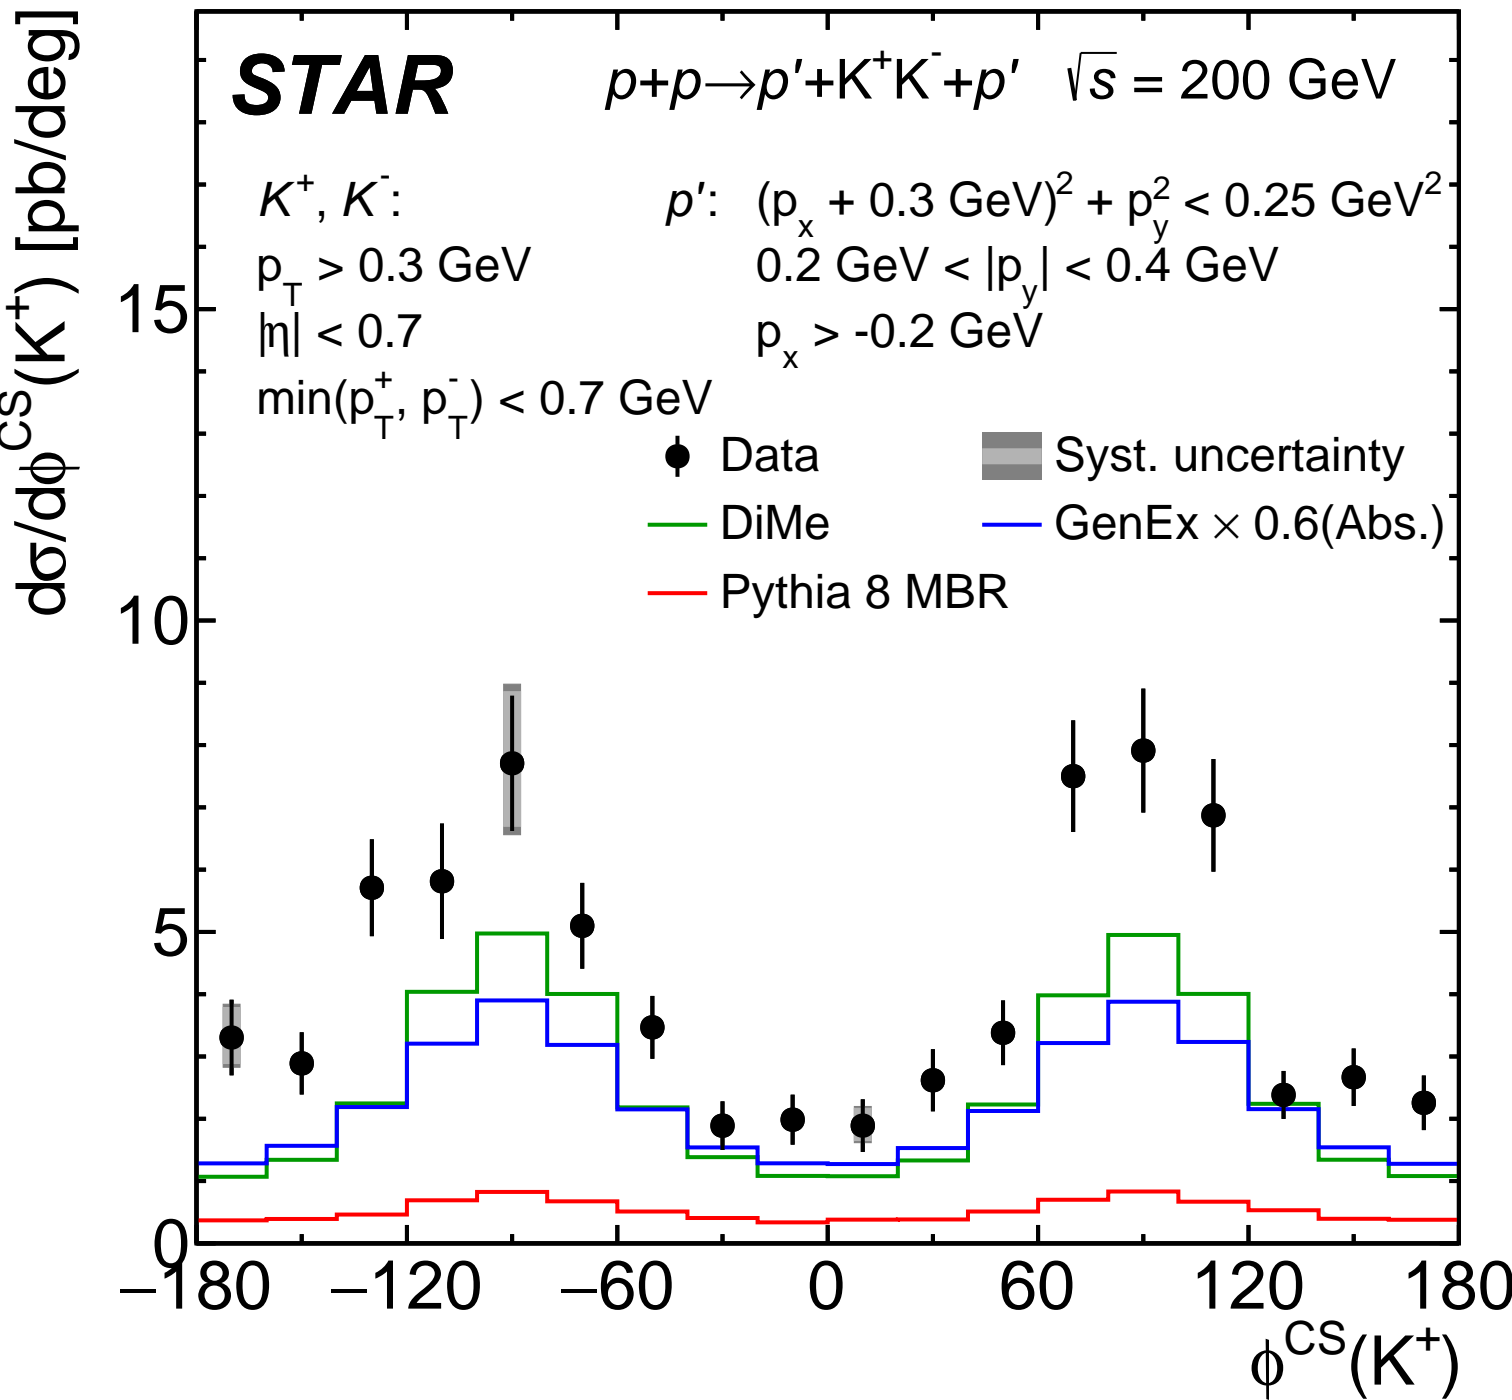 STAR p+p→p′+K⁺K⁻+p′ √s = 200 GeV
K⁺, K⁻: p′: (pₓ + 0.3 GeV)² + p_y² < 0.25 GeV²
p_T > 0.3 GeV 0.2 GeV < |p_y| < 0.4 GeV
|η| < 0.7 pₓ > -0.2 GeV
min(p_T⁺, p_T⁻) < 0.7 GeV
Data Syst. uncertainty
DiMe GenEx × 0.6(Abs.)
Pythia 8 MBR
dσ/dϕ^CS(K⁺) [pb/deg]
15
10
5
0
−180 −120 −60 0 60 120 180
ϕ^CS(K⁺)